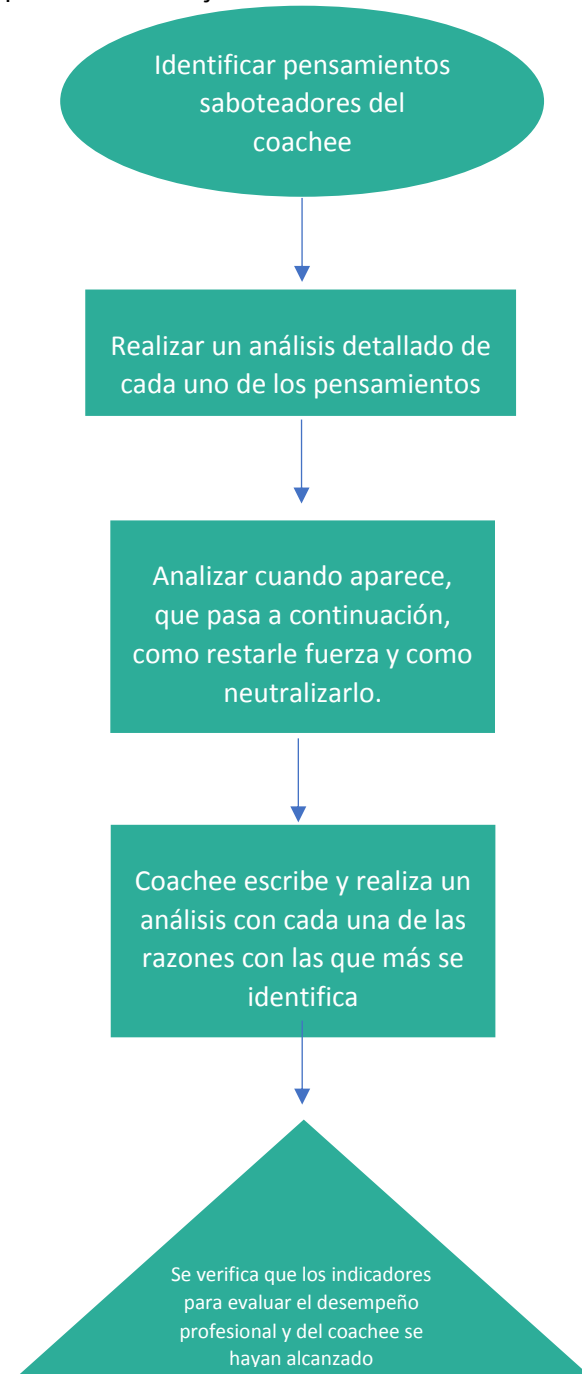 Identificar pensamientos
saboteadores del
coachee
Realizar un análisis detallado de
cada uno de los pensamientos
Analizar cuando aparece,
que pasa a continuación,
como restarle fuerza y como
neutralizarlo.
Coachee escribe y realiza un
análisis con cada una de las
razones con las que más se
identifica
Se verifica que los indicadores
para evaluar el desempeño
profesional y del coachee se
hayan alcanzado